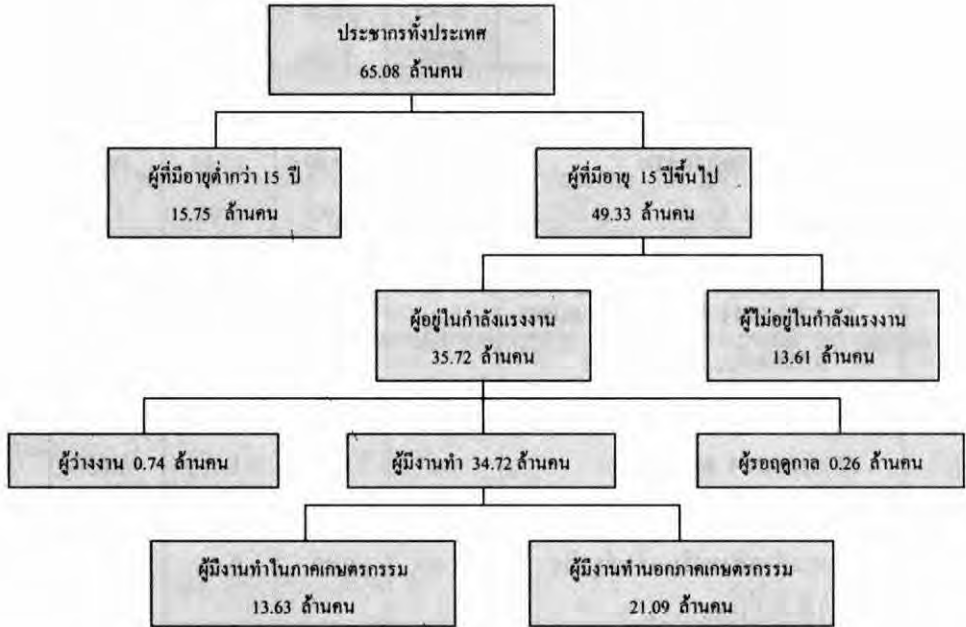 ประชากรทั้งประเทศ
65.08 ล้านคน
ผู้ที่มีอายุต่ำกว่า 15 ปี
15.75 ล้านคน
ผู้ที่มีอายุ 15 ปีขึ้นไป
49.33 ล้านคน
ผู้อยู่ในกำลังแรงงาน
35.72 ล้านคน
ผู้ไม่อยู่ในกำลังแรงงาน
13.61 ล้านคน
ผู้ว่างงาน 0.74 ล้านคน
ผู้มีงานทำ 34.72 ล้านคน
ผู้รอฤดูกาล 0.26 ล้านคน
ผู้มีงานทำในภาคเกษตรกรรม
13.63 ล้านคน
ผู้มีงานทำนอกภาคเกษตรกรรม
21.09 ล้านคน